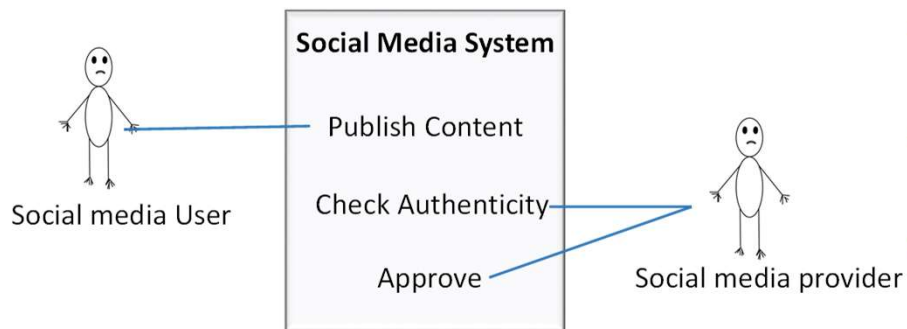 Social Media System
Publish Content
Social media User
Check Authenticity
Approve
Social media provider